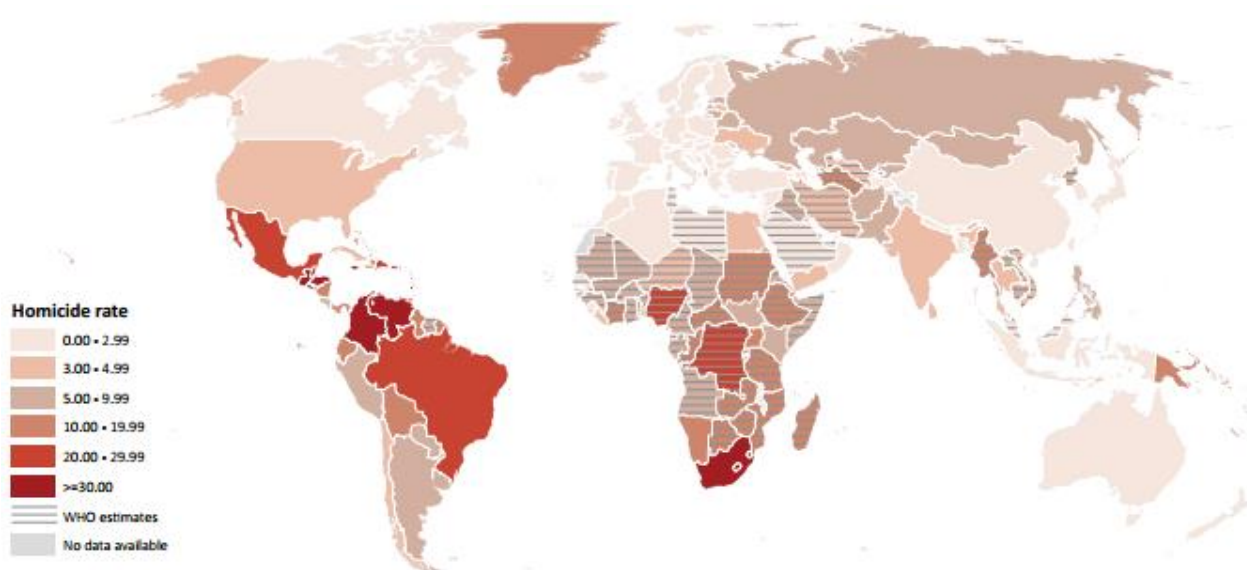 Homicide rate
0.00 - 2.99
3.00 - 4.99
5.00 - 9.99
10.00 - 19.99
20.00 - 29.99
>=30.00
WHO estimates
No data available